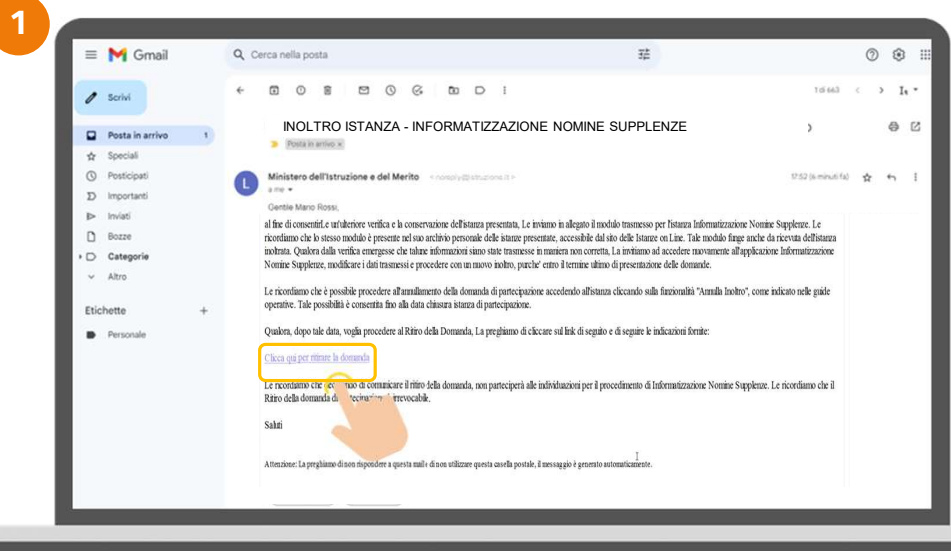 1
Gmail
Cerca nella posta
Scrivi
1 di 663
Posta in arrivo 1
Speciali
Posticipati
Importanti
Inviati
Bozze
Categorie
Altro
Etichette
Personale
INOLTRO ISTANZA - INFORMATIZZAZIONE NOMINE SUPPLENZE
Posta in arrivo x
L
Ministero dell'Istruzione e del Merito <noreply@istruzione.it>
17:52 (6 minuti fa)
a me
Gentile Mario Rossi,
al fine di consentirLe un'ulteriore verifica e la conservazione dell'istanza presentata, Le inviamo in allegato il modulo trasmesso per l'istanza Informatizzazione Nomine Supplenze. Le
ricordiamo che lo stesso modulo è presente nel suo archivio personale delle istanze presentate, accessibile dal sito delle Istanze on Line. Tale modulo funge anche da ricevuta dell'istanza
inoltrata. Qualora dalla verifica emergesse che talune informazioni siano state trasmesse in maniera non corretta, La invitiamo ad accedere nuovamente all'applicazione Informatizzazione
Nomine Supplenze, modificare i dati trasmessi e procedere con un nuovo inoltro, purche' entro il termine ultimo di presentazione delle domande.
Le ricordiamo che è possibile procedere all'annullamento della domanda di partecipazione accedendo all'istanza cliccando sulla funzionalità "Annulla Inoltro", come indicato nelle guide
operative. Tale possibilità è consentita fino alla data chiusura istanza di partecipazione.
Qualora, dopo tale data, voglia procedere al Ritiro della Domanda, La preghiamo di cliccare sul link di seguito e di seguire le indicazioni fornite:
Clicca qui per ritirare la domanda
Le ricordiamo che di comunicare il ritiro della domanda, non parteciperà alle individuazioni per il procedimento di Informatizzazione Nomine Supplenze. Le ricordiamo che il
Ritiro della domanda di irrevocabile.
Saluti
Attenzione: La preghiamo di non rispondere a questa mail e di non utilizzare questa casella postale, il messaggio è generato automaticamente.